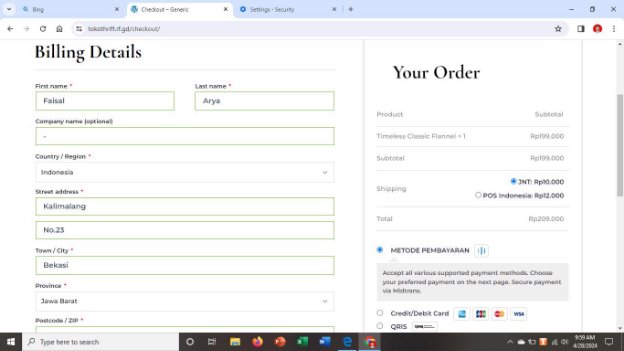 Bing
Checkout – Generic
Settings – Security
tokothrift.rf.gd/checkout/
Billing Details
First name *
Last name *
Faisal
Arya
Company name (optional)
-
Country / Region *
Indonesia
Street address *
Kalimalang
No.23
Town / City *
Bekasi
Province *
Jawa Barat
Postcode / ZIP *
Your Order
Product
Subtotal
Timeless Classic Flannel × 1
Rp199.000
Subtotal
Rp199.000
Shipping
JNT: Rp10.000
POS Indonesia: Rp12.000
Total
Rp209.000
METODE PEMBAYARAN
Accept all various supported payment methods. Choose
your preferred payment on the next page. Secure payment
via Midtrans.
Credit/Debit Card
VISA
QRIS
Type here to search
9:59 AM
4/28/2024